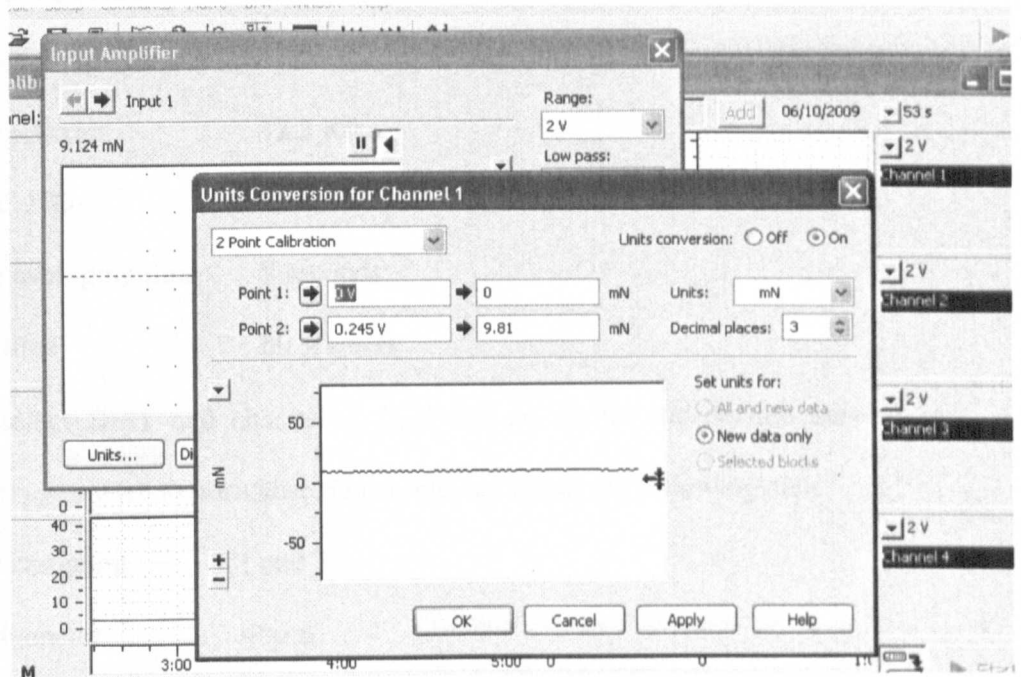 Input Amplifier
Input 1
Range:
2 V
Low pass:
9.124 mN
Units...
Add
06/10/2009
53 s
2 V
Channel 1
2 V
Channel 2
2 V
Channel 3
2 V
Channel 4
Units Conversion for Channel 1
2 Point Calibration
Units conversion:
Off
On
Point 1:
0 V
0
mN
Units:
mN
Point 2:
0.245 V
9.81
mN
Decimal places:
3
Set units for:
All and new data
New data only
Selected blocks
mN
50
0
-50
+
-
OK
Cancel
Apply
Help
0
40
30
20
10
0
M
3:00
4:00
5:00
0
0